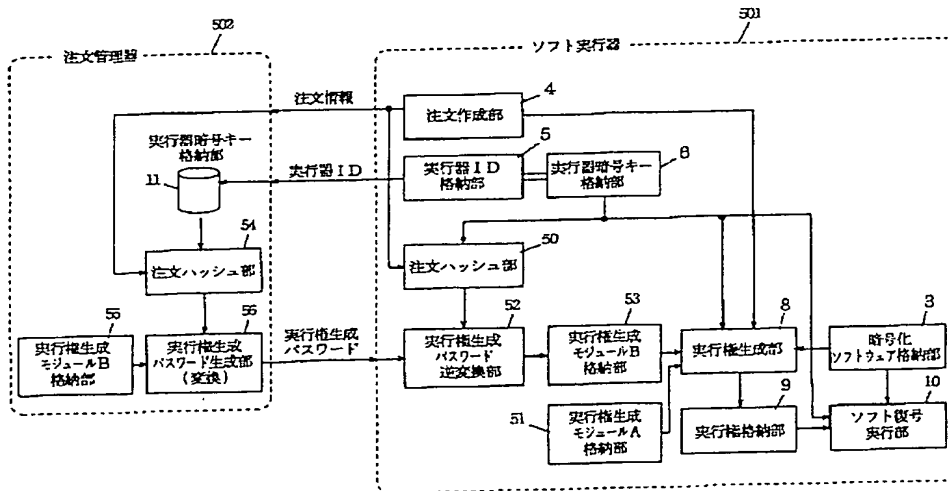 502
注文管理器
501
ソフト実行器
注文情報
4
注文作成部
実行器暗号キー
格納部
11
実行器ID
5
実行器ID
格納部
6
実行器暗号キー
格納部
54
注文ハッシュ部
50
注文ハッシュ部
55
実行権生成
モジュールB
格納部
56
実行権生成
パスワード生成部
(変換)
実行権生成
パスワード
52
実行権生成
パスワード
逆変換部
53
実行権生成
モジュールB
格納部
8
実行権生成部
3
暗号化
ソフトウェア格納部
51
実行権生成
モジュールA
格納部
9
実行権格納部
10
ソフト復号
実行部